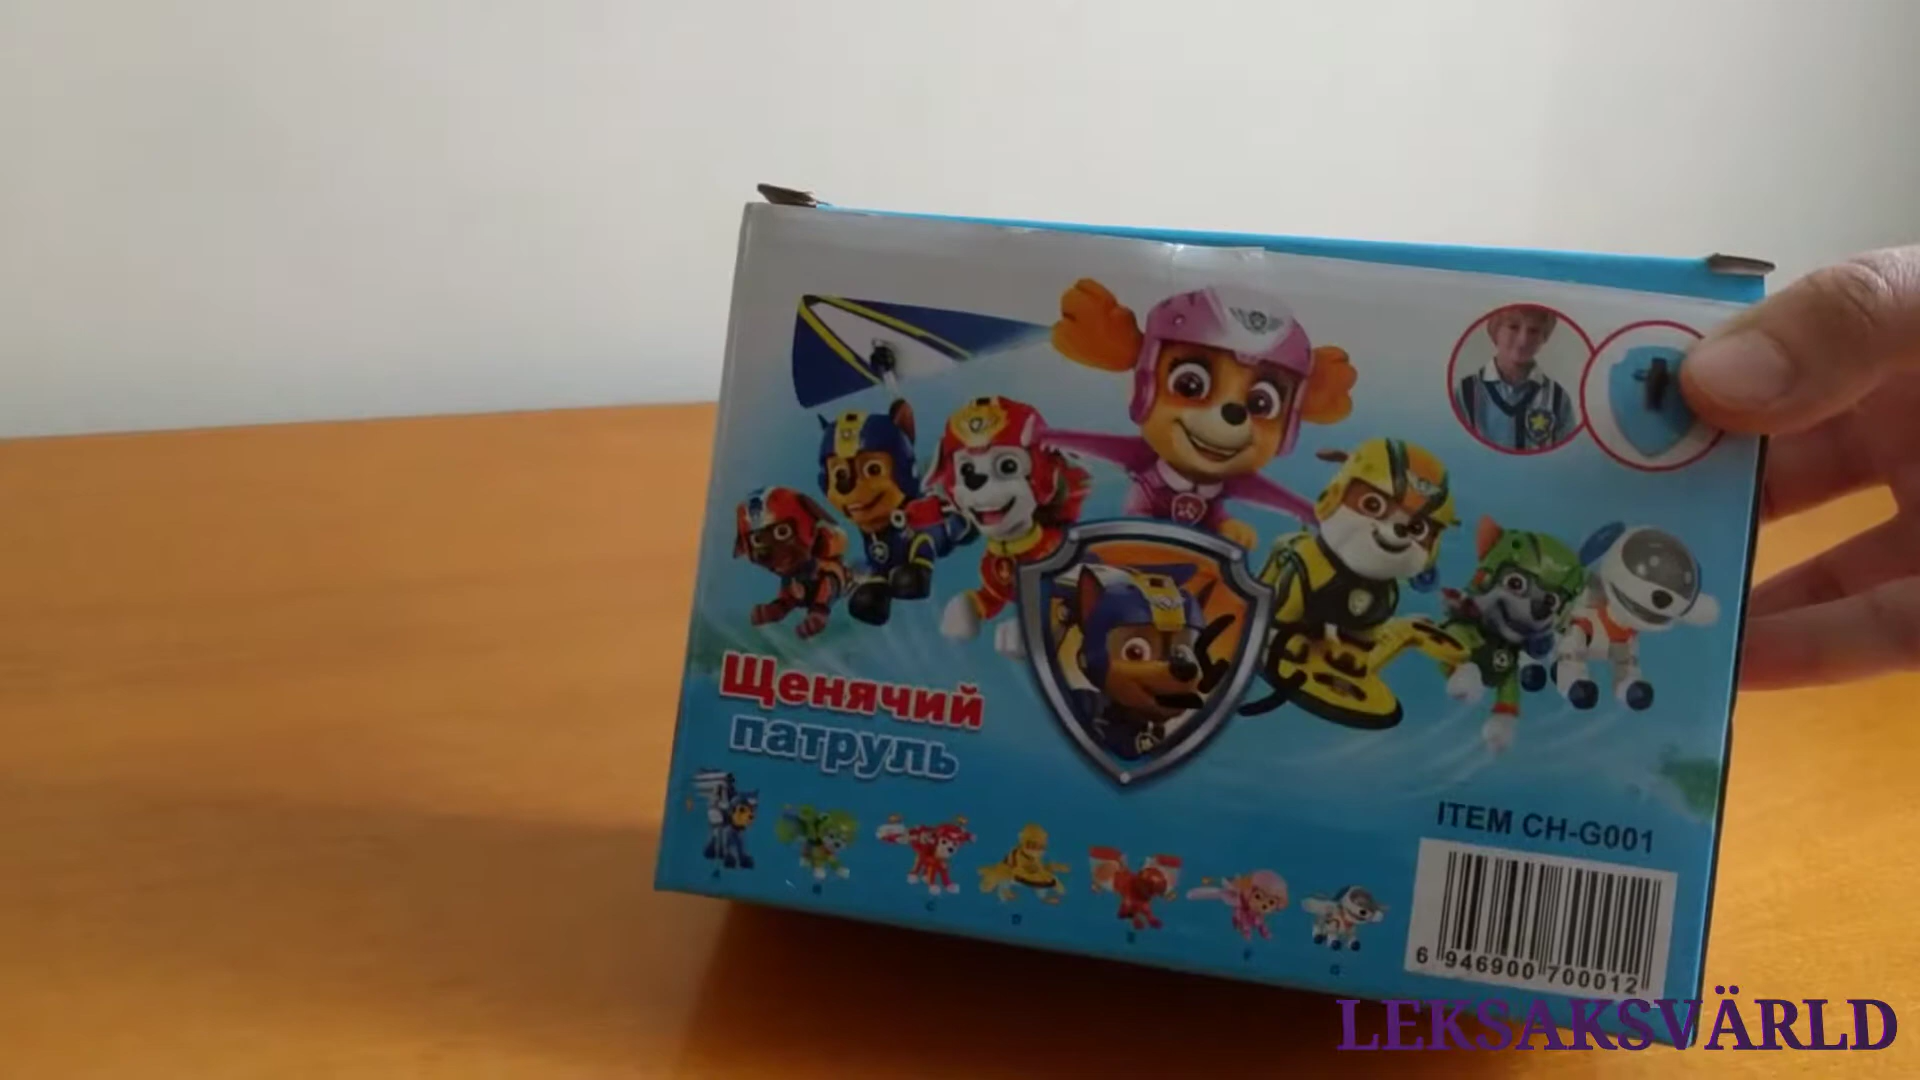 Щенячий
патруль
A B C D E F G
ITEM CH-G001
6 946900 700012
LEKSAKSVÄRLD